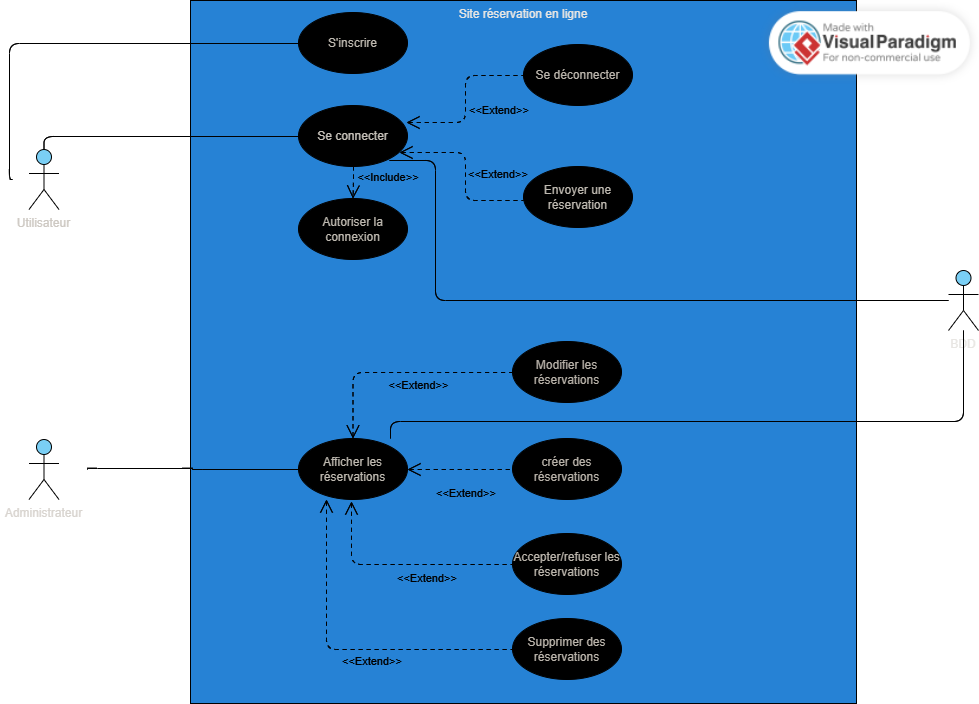 Site réservation en ligne
Made with
Visual Paradigm
For non-commercial use
S'inscrire
Se déconnecter
<<Extend>>
Se connecter
<<Include>>
<<Extend>>
Envoyer une
réservation
Utilisateur
Autoriser la
connexion
BDD
Modifier les
réservations
<<Extend>>
Afficher les
réservations
créer des
réservations
<<Extend>>
Administrateur
Accepter/refuser les
réservations
<<Extend>>
Supprimer des
réservations
<<Extend>>